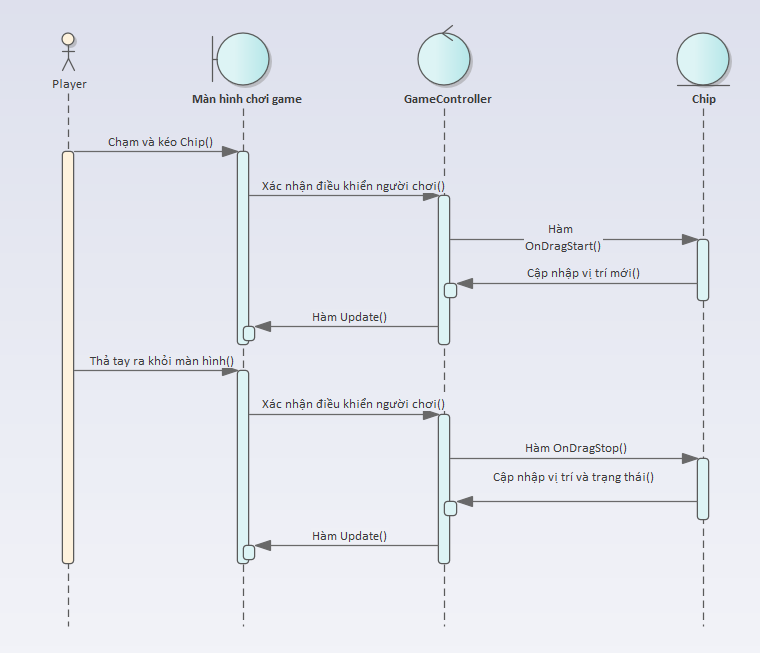 Player
Màn hình chơi game
GameController
Chip
Chạm và kéo Chip()
Xác nhận điều khiển người chơi()
Hàm
OnDragStart()
Cập nhập vị trí mới()
Hàm Update()
Thả tay ra khỏi màn hình()
Xác nhận điều khiển người chơi()
Hàm OnDragStop()
Cập nhập vị trí và trạng thái()
Hàm Update()